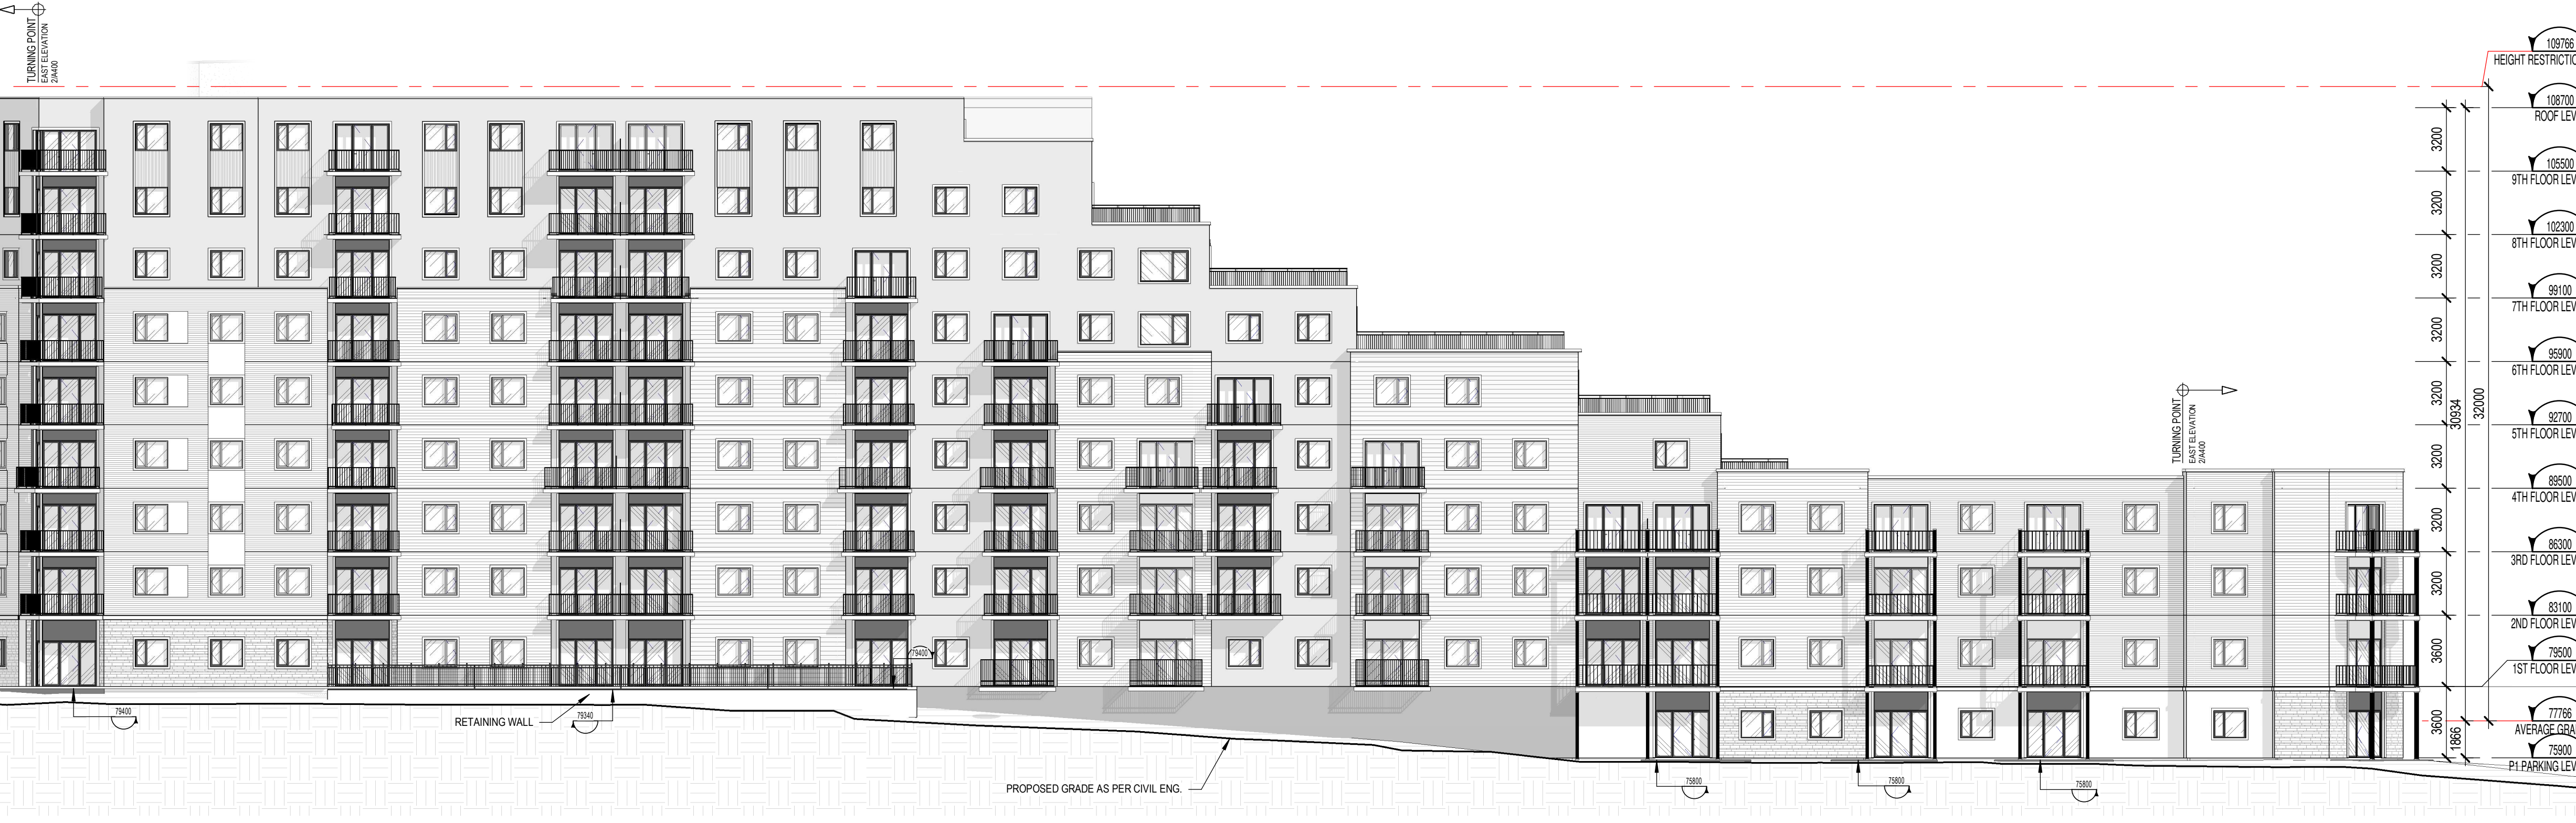 TURNING POINT
EAST ELEVATION
2/A400
109766
HEIGHT RESTRICTIO
108700
ROOF LEV
105500
9TH FLOOR LEV
102300
8TH FLOOR LEV
99100
7TH FLOOR LEV
95900
6TH FLOOR LEV
92700
5TH FLOOR LEV
89500
4TH FLOOR LEV
86300
3RD FLOOR LEV
83100
2ND FLOOR LEV
79500
1ST FLOOR LEV
77766
AVERAGE GRA
75900
P1 PARKING LEV
3200
3200
3200
3200
3200
3200
3200
3200
3600
3600
30934
1866
32000
TURNING POINT
EAST ELEVATION
2/A400
79400
79400
RETAINING WALL
79340
PROPOSED GRADE AS PER CIVIL ENG.
75800
75800
75800